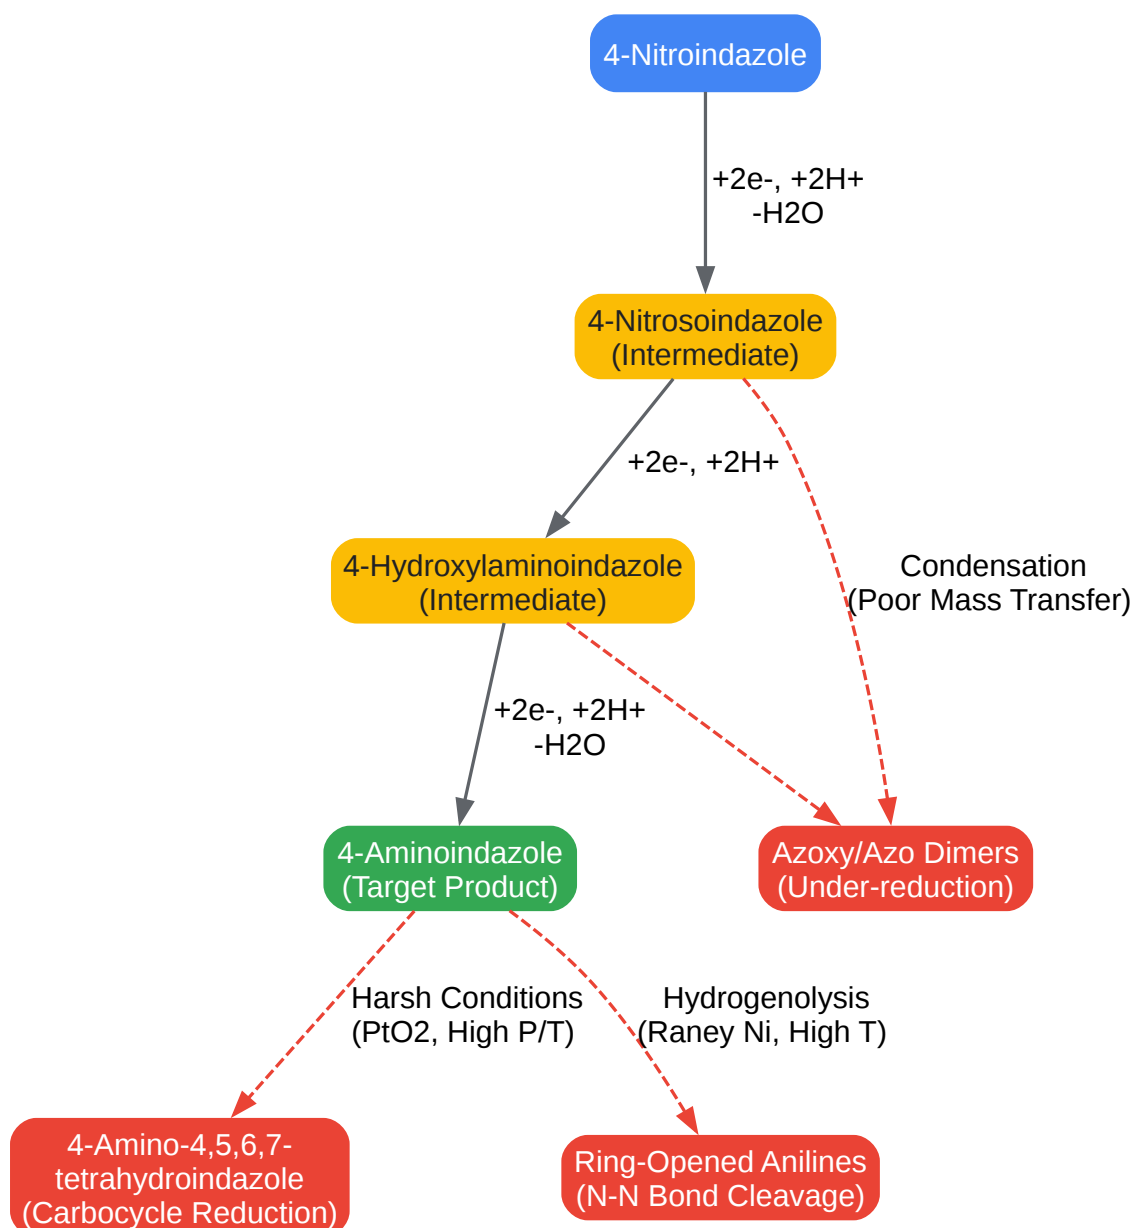 4-Nitroindazole
+2e-, +2H+
-H2O
4-Nitrosoindazole
(Intermediate)
+2e-, +2H+
4-Hydroxylaminoindazole
(Intermediate)
Condensation
(Poor Mass Transfer)
+2e-, +2H+
-H2O
4-Aminoindazole
(Target Product)
Azoxy/Azo Dimers
(Under-reduction)
Harsh Conditions
(PtO2, High P/T)
Hydrogenolysis
(Raney Ni, High T)
4-Amino-4,5,6,7-
tetrahydroindazole
(Carbocycle Reduction)
Ring-Opened Anilines
(N-N Bond Cleavage)